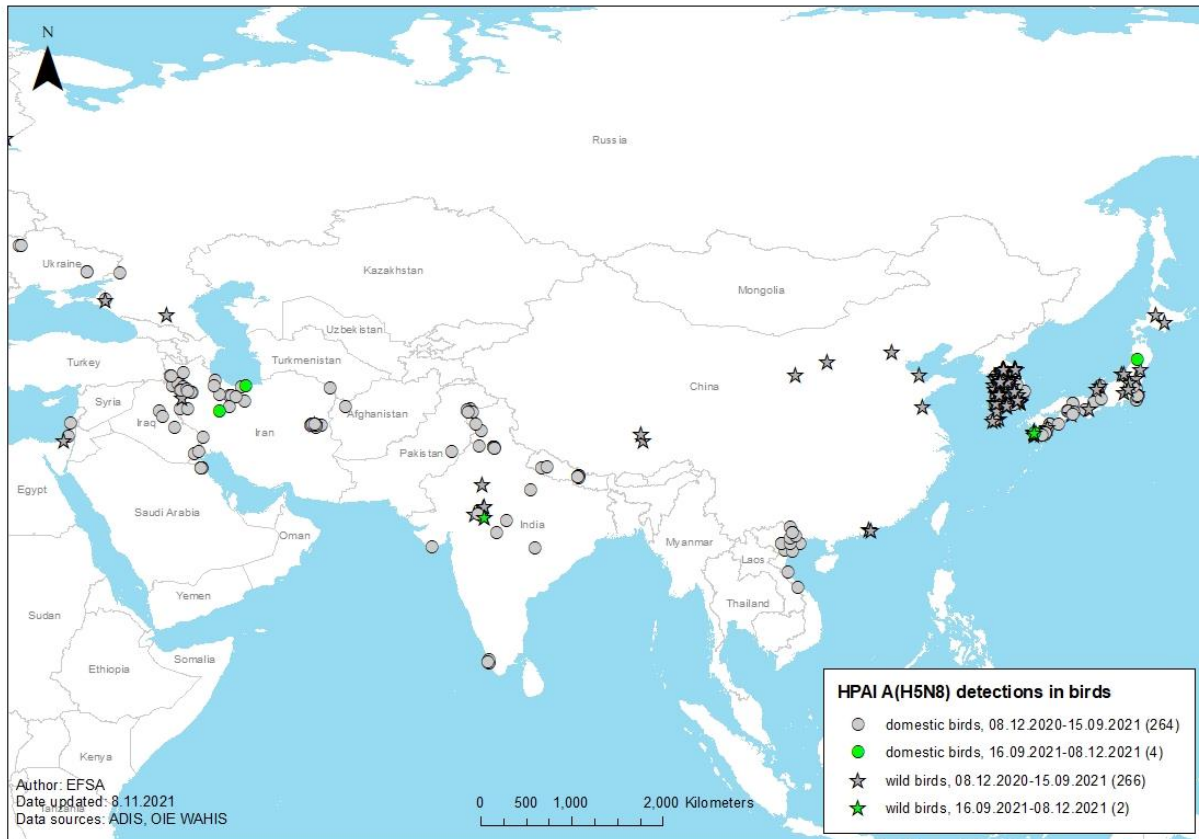 N
Russia
Ukraine
Kazakhstan
Mongolia
Uzbekistan
Turkey
Turkmenistan
China
Syria
Afghanistan
Iraq
Iran
Pakistan
Egypt
Saudi Arabia
India
Oman
Myanmar
Laos
Yemen
Thailand
Sudan
Ethiopia
Somalia
Kenya
Tanzania
Author: EFSA
Date updated: 8.11.2021
Data sources: ADIS, OIE WAHIS
0 500 1,000 2,000 Kilometers
HPAI A(H5N8) detections in birds
domestic birds, 08.12.2020-15.09.2021 (264)
domestic birds, 16.09.2021-08.12.2021 (4)
wild birds, 08.12.2020-15.09.2021 (266)
wild birds, 16.09.2021-08.12.2021 (2)